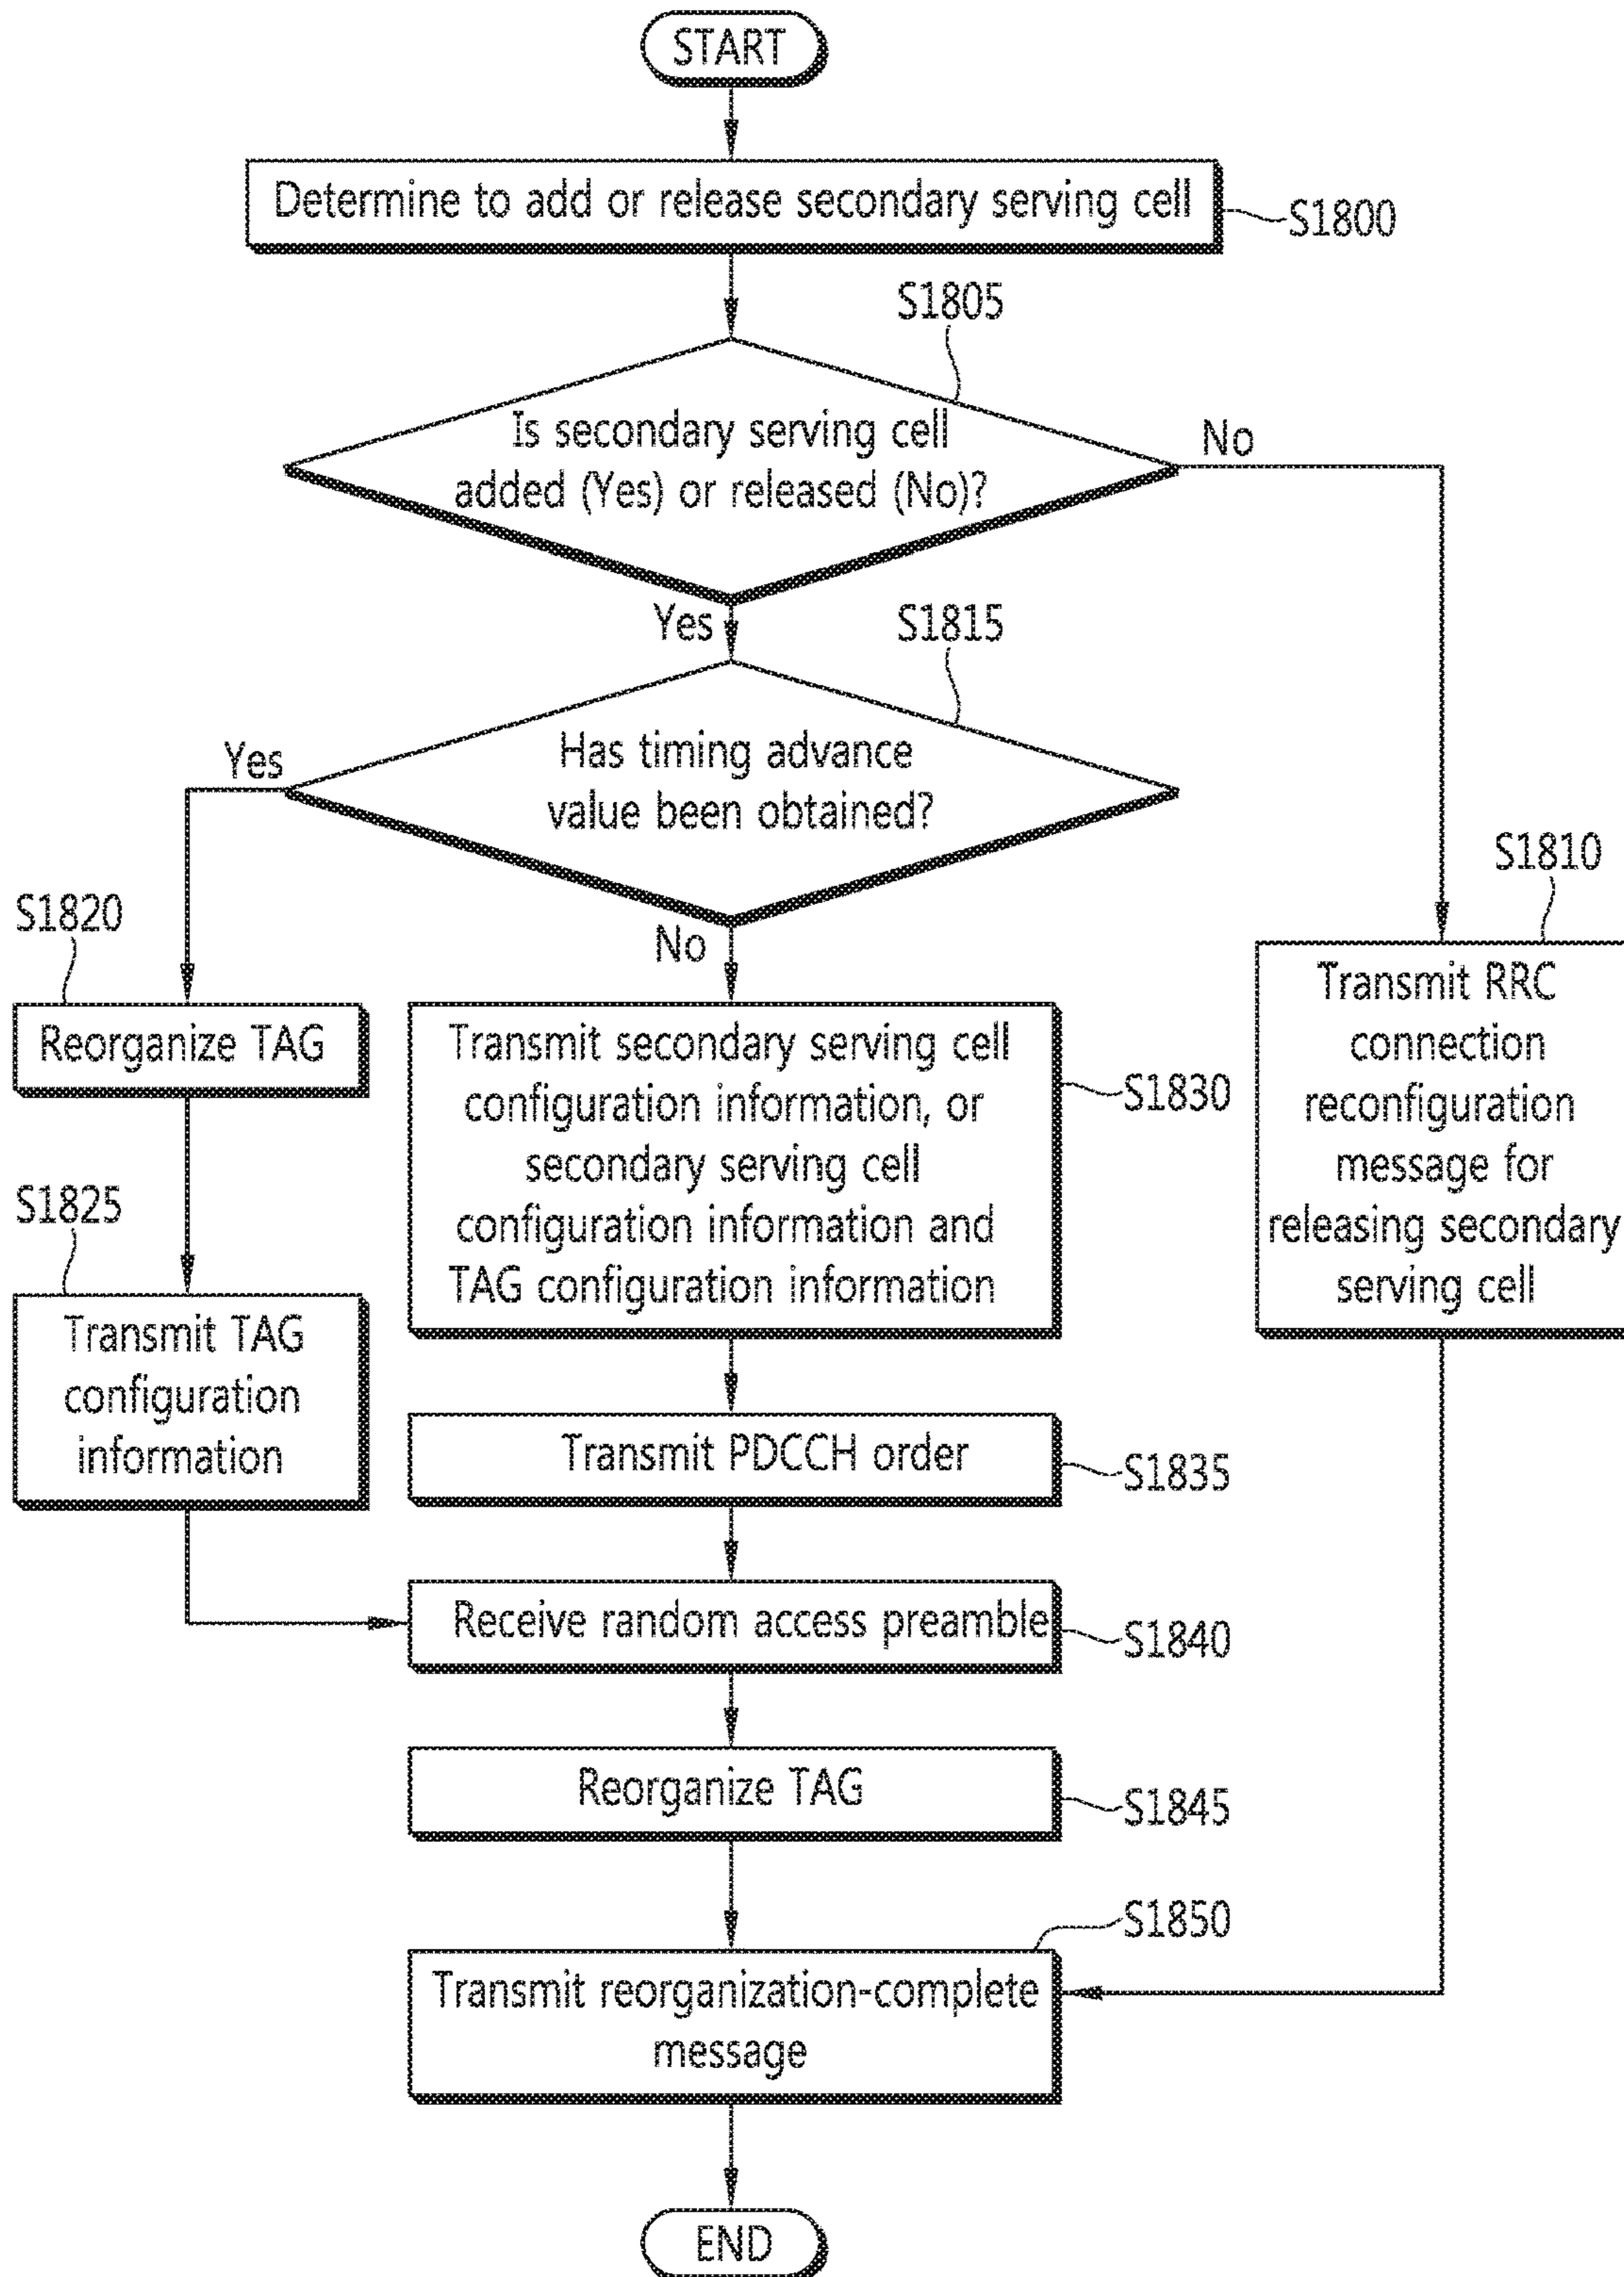 START
Determine to add or release secondary serving cell
S1800
S1805
Is secondary serving cell
added (Yes) or released (No)?
No
Yes
S1815
Has timing advance
value been obtained?
Yes
No
S1810
Transmit RRC
connection
reconfiguration
message for
releasing secondary
serving cell
S1820
Reorganize TAG
Transmit secondary serving cell
configuration information, or
secondary serving cell
configuration information and
TAG configuration information
S1830
S1825
Transmit TAG
configuration
information
Transmit PDCCH order
S1835
Receive random access preamble
S1840
Reorganize TAG
S1845
S1850
Transmit reorganization-complete
message
END